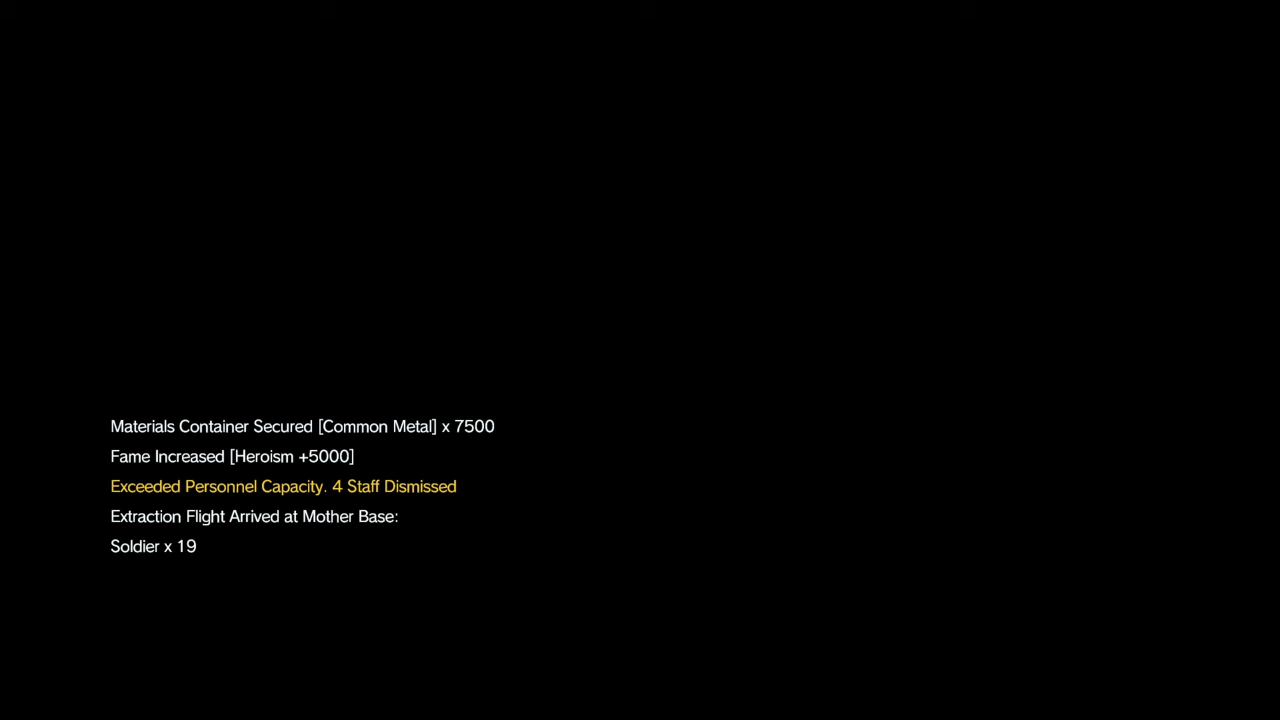 Materials Container Secured [Common Metal] x 7500
Fame Increased [Heroism +5000]
Exceeded Personnel Capacity. 4 Staff Dismissed
Extraction Flight Arrived at Mother Base:
Soldier x 19